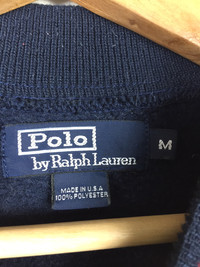 Polo
by Ralph Lauren
M
MADE IN U.S.A
100% POLYESTER